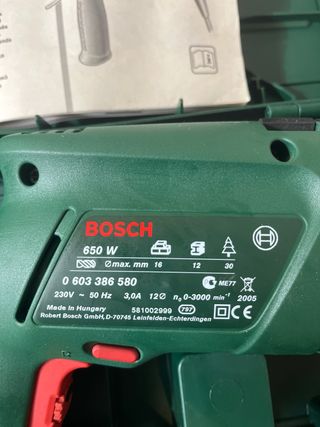 BOSCH
650 W
Ø max. mm 16 12 30
0 603 386 580 ME77
230V ~ 50 Hz 3,0A 12Ø n₀ 0-3000 min⁻¹ 2005
Made in Hungary 581002999 797
Robert Bosch GmbH, D-70745 Leinfelden-Echterdingen